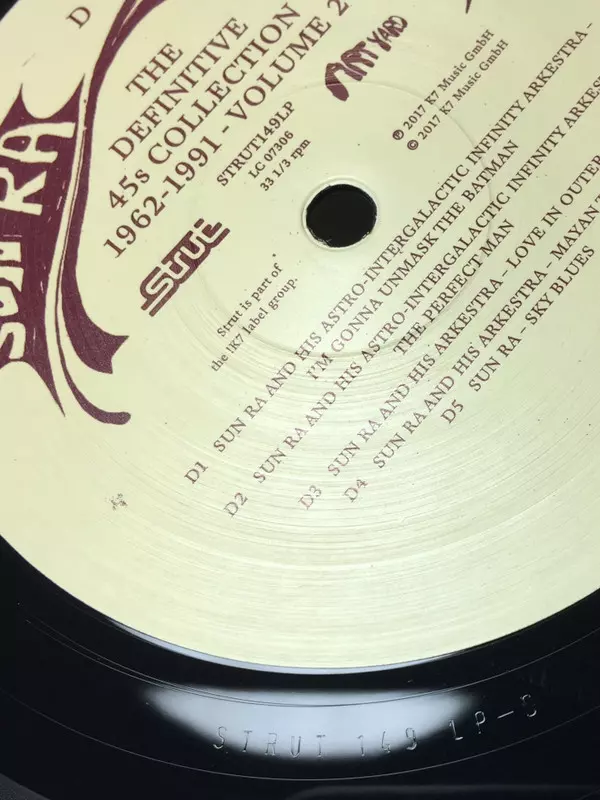 D
SUN RA
THE
DEFINITIVE
45s COLLECTION
1962-1991 - VOLUME 2
ART YARD
STRUT149LP
LC 07306
33 1/3 rpm
℗ 2017 K7 Music GmbH
© 2017 K7 Music GmbH
Strut
Strut is part of
the !K7 label group.
D1 SUN RA AND HIS ASTRO-INTERGALACTIC INFINITY ARKESTRA -
I'M GONNA UNMASK THE BATMAN
D2 SUN RA AND HIS ASTRO-INTERGALACTIC INFINITY
THE PERFECT MAN
D3 SUN RA AND HIS ARKESTRA - LOVE IN OUTER
D4 SUN RA AND HIS ARKESTRA - MAYAN
D5 SUN RA - SKY BLUES
STRUT 149 LP-